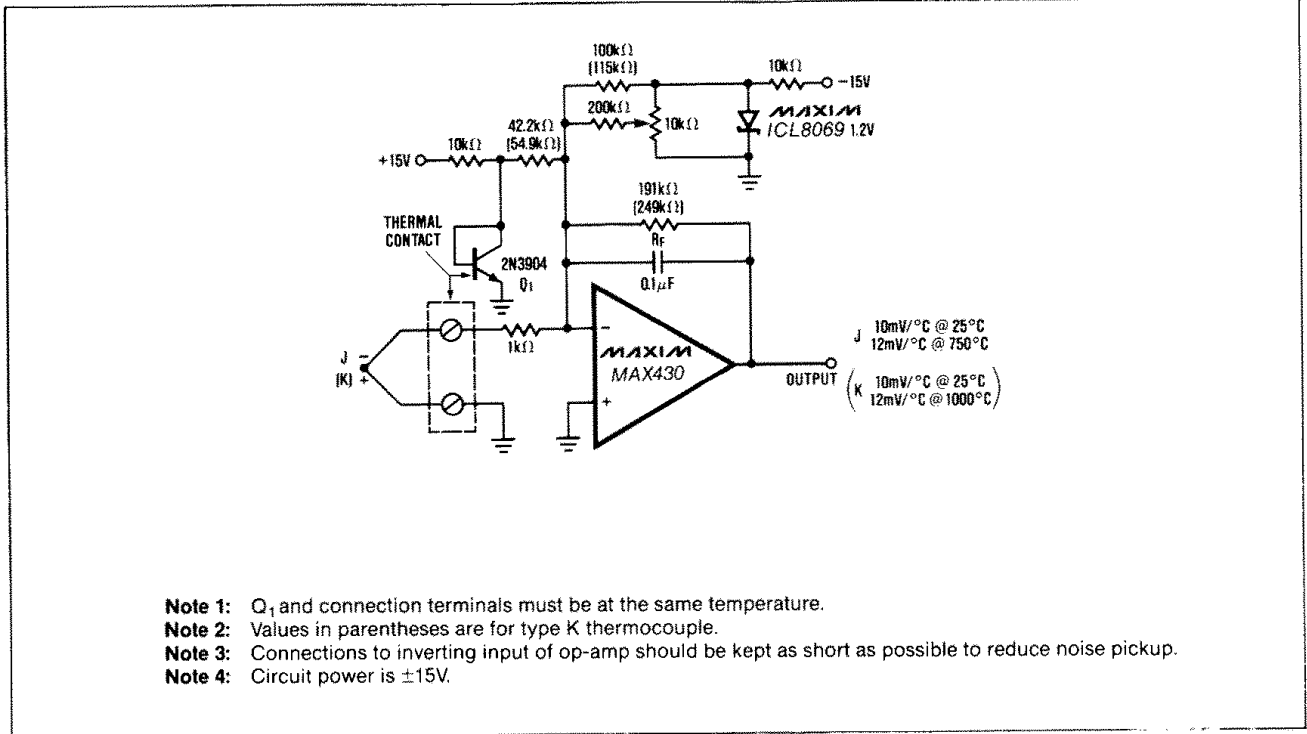 100kΩ
(115kΩ)
10kΩ
−15V
200kΩ
10kΩ
MAXIM
ICL8069 1.2V
42.2kΩ
(54.9kΩ)
10kΩ
+15V
191kΩ
(249kΩ)
RF
0.1µF
THERMAL
CONTACT
2N3904
Q1
1kΩ
−
MAXIM
MAX430
+
J −
(K) +
OUTPUT
J 10mV/°C @ 25°C
12mV/°C @ 750°C
(K 10mV/°C @ 25°C
12mV/°C @ 1000°C)
Note 1: Q1 and connection terminals must be at the same temperature.
Note 2: Values in parentheses are for type K thermocouple.
Note 3: Connections to inverting input of op-amp should be kept as short as possible to reduce noise pickup.
Note 4: Circuit power is ±15V.